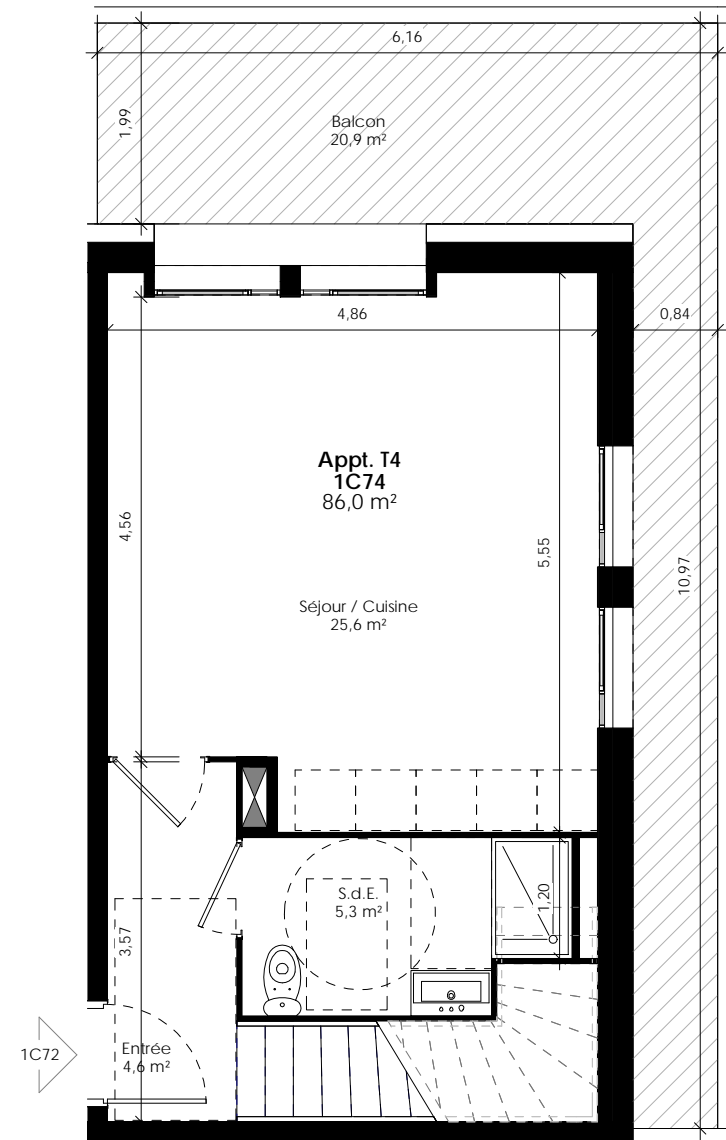 6,16
1,99
Balcon
20,9 m²
4,86
0,84
Appt. T4
1C74
86,0 m²
4,56
5,55
10,97
Séjour / Cuisine
25,6 m²
S.d.E.
5,3 m²
1,20
3,57
1C72
Entrée
4,6 m²